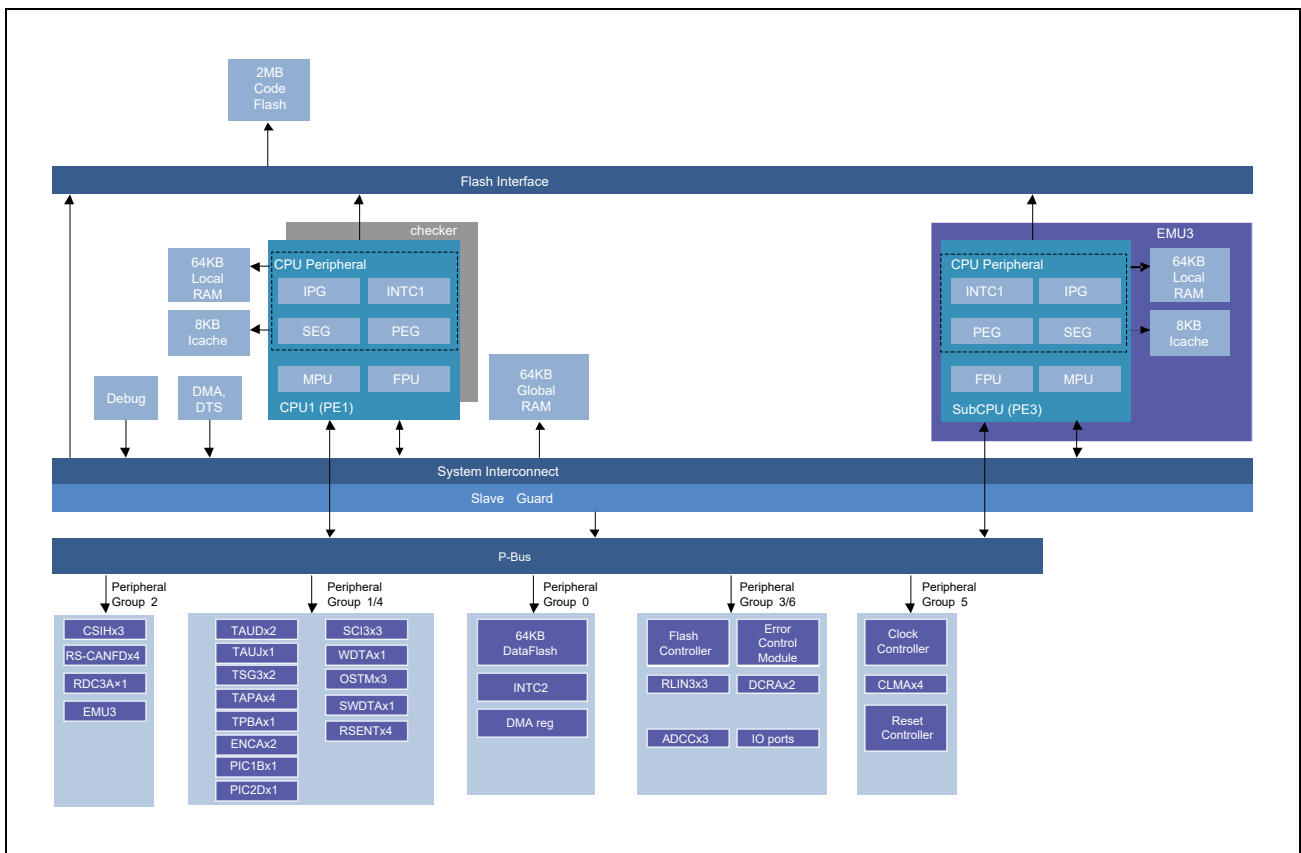 2MB
Code
Flash
Flash Interface
checker
CPU Peripheral
IPG
INTC1
SEG
PEG
MPU
FPU
CPU1 (PE1)
64KB
Local
RAM
8KB
Icache
Debug
DMA,
DTS
64KB
Global
RAM
EMU3
CPU Peripheral
INTC1
IPG
PEG
SEG
FPU
MPU
SubCPU (PE3)
64KB
Local
RAM
8KB
Icache
System Interconnect
Slave Guard
P-Bus
Peripheral
Group 2
CSIHx3
RS-CANFDx4
RDC3A×1
EMU3
Peripheral
Group 1/4
TAUDx2
TAUJx1
TSG3x2
TAPAx4
TPBAx1
ENCAx2
PIC1Bx1
PIC2Dx1
SCI3x3
WDTAx1
OSTMx3
SWDTAx1
RSENTx4
Peripheral
Group 0
64KB
DataFlash
INTC2
DMA reg
Peripheral
Group 3/6
Flash
Controller
Error
Control
Module
RLIN3x3
DCRAx2
ADCCx3
IO ports
Peripheral
Group 5
Clock
Controller
CLMAx4
Reset
Controller